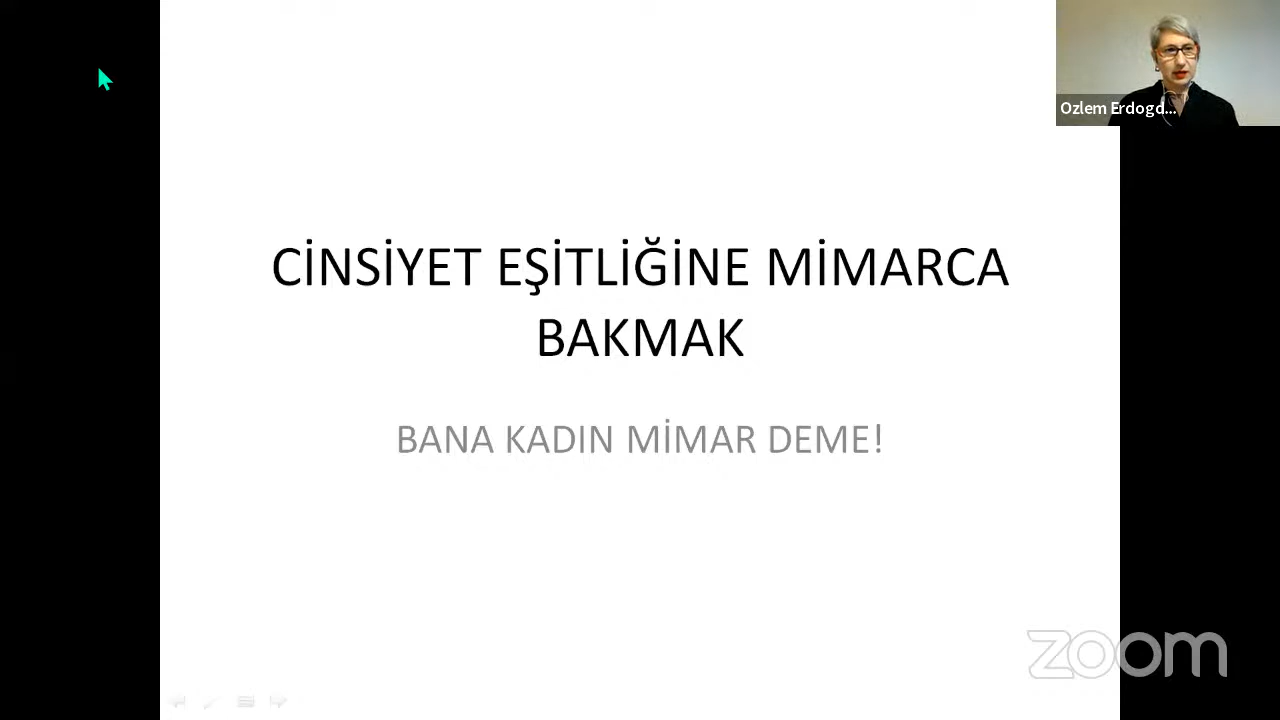 Ozlem Erdogd...
CİNSİYET EŞİTLİĞİNE MİMARCA
BAKMAK
BANA KADIN MİMAR DEME!
zoom